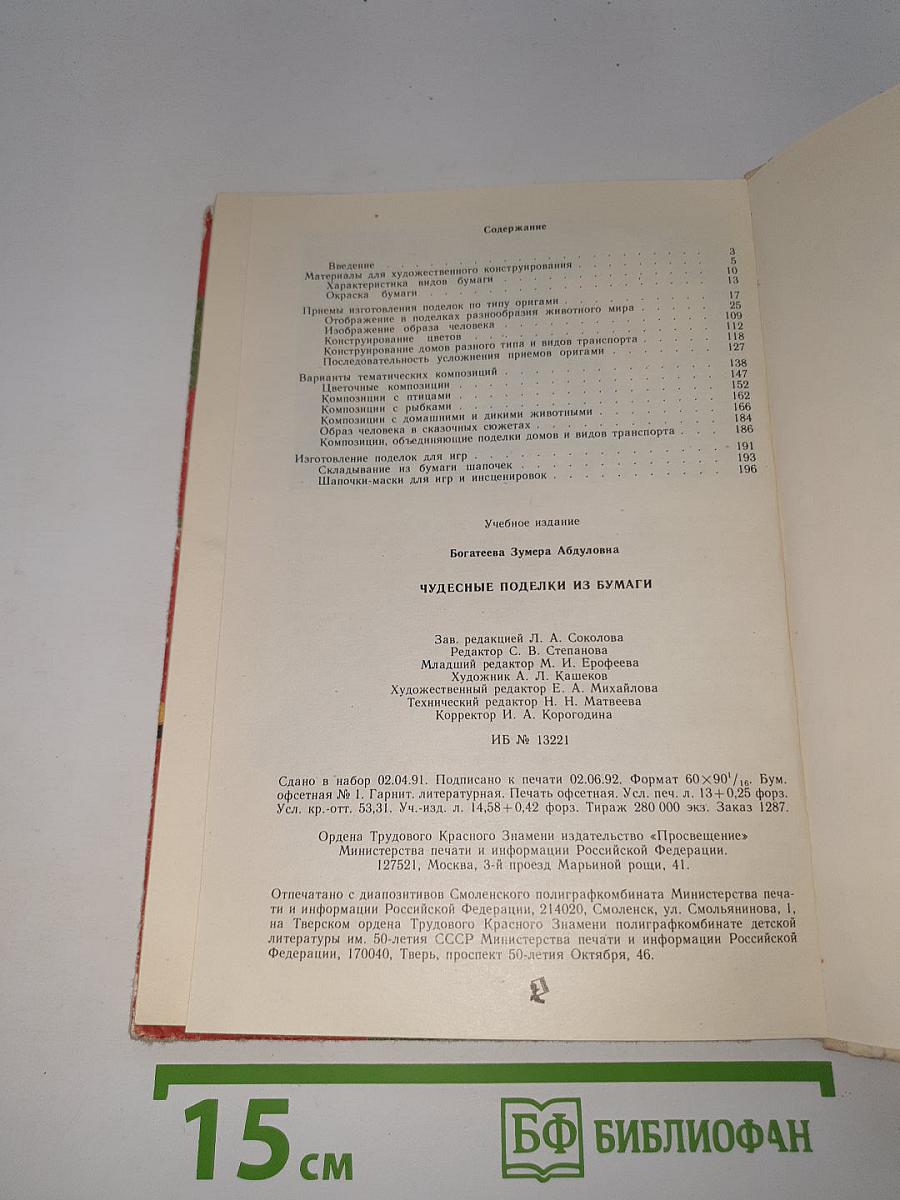 Содержание
Введение . . . . . . . . . . . . . . . . . . . 3
Материалы для художественного конструирования . . . . . . . 5
Характеристика видов бумаги . . . . . . . . . . . . 10
Окраска бумаги . . . . . . . . . . . . . . . . . 13
Приемы изготовления поделок по типу оригами . . . . . . . . 17
Отображение в поделках разнообразия животного мира . . . . . 25
Изображение образа человека . . . . . . . . . . . . 109
Конструирование цветов . . . . . . . . . . . . . . 112
Конструирование домов разного типа и видов транспорта . . . . 118
Последовательность усложнения приемов оригами . . . . . . 127
Варианты тематических композиций . . . . . . . . . . . 138
Цветочные композиции . . . . . . . . . . . . . . 147
Композиции с птицами . . . . . . . . . . . . . . 152
Композиции с рыбками . . . . . . . . . . . . . . 162
Композиции с домашними и дикими животными . . . . . . . 166
Образ человека в сказочных сюжетах . . . . . . . . . . 184
Композиции, объединяющие поделки домов и видов транспорта . . . 186
Изготовление поделок для игр . . . . . . . . . . . . . 191
Складывание из бумаги шапочек . . . . . . . . . . . 193
Шапочки-маски для игр и инсценировок . . . . . . . . . 196
Учебное издание
Богатеева Зумера Абдуловна
ЧУДЕСНЫЕ ПОДЕЛКИ ИЗ БУМАГИ
Зав. редакцией Л. А. Соколова
Редактор С. В. Степанова
Младший редактор М. И. Ерофеева
Художник А. Л. Кашеков
Художественный редактор Е. А. Михайлова
Технический редактор Н. Н. Матвеева
Корректор И. А. Корогодина
ИБ № 13221
Сдано в набор 02.04.91. Подписано к печати 02.06.92. Формат 60×90¹/₁₆. Бум.
офсетная № 1. Гарнит. литературная. Печать офсетная. Усл. печ. л. 13+0,25 форз.
Усл. кр.-отт. 53,31. Уч.-изд. л. 14,58+0,42 форз. Тираж 280 000 экз. Заказ 1287.
Ордена Трудового Красного Знамени издательство «Просвещение»
Министерства печати и информации Российской Федерации.
127521, Москва, 3-й проезд Марьиной рощи, 41.
Отпечатано с диапозитивов Смоленского полиграфкомбината Министерства печа-
ти и информации Российской Федерации, 214020, Смоленск, ул. Смольянинова, 1,
на Тверском ордена Трудового Красного Знамени полиграфкомбинате детской
литературы им. 50-летия СССР Министерства печати и информации Российской
Федерации, 170040, Тверь, проспект 50-летия Октября, 46.
15 см
БФ БИБЛИОФАН